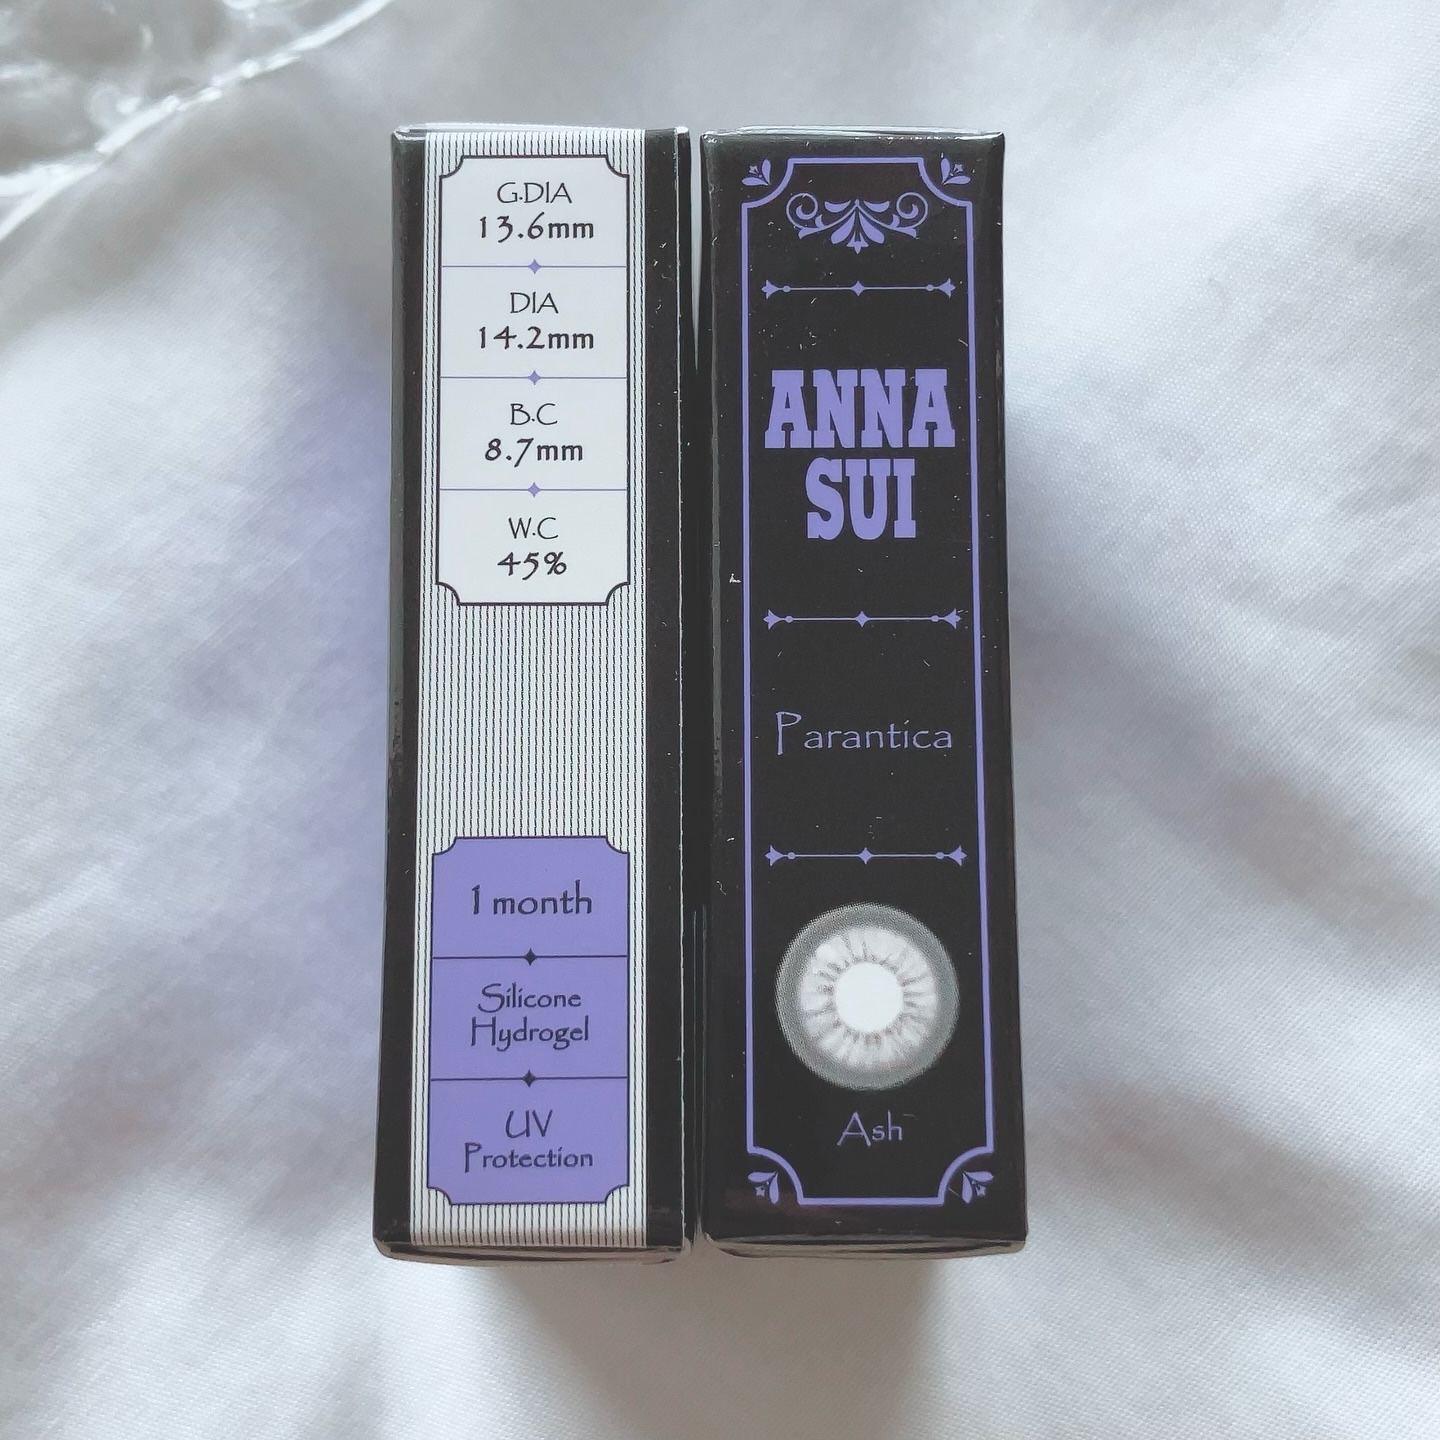 G.DIA
13.6mm
DIA
14.2mm
B.C
8.7mm
W.C
45%
1 month
Silicone
Hydrogel
UV
Protection
ANNA
SUI
Parantica
Ash